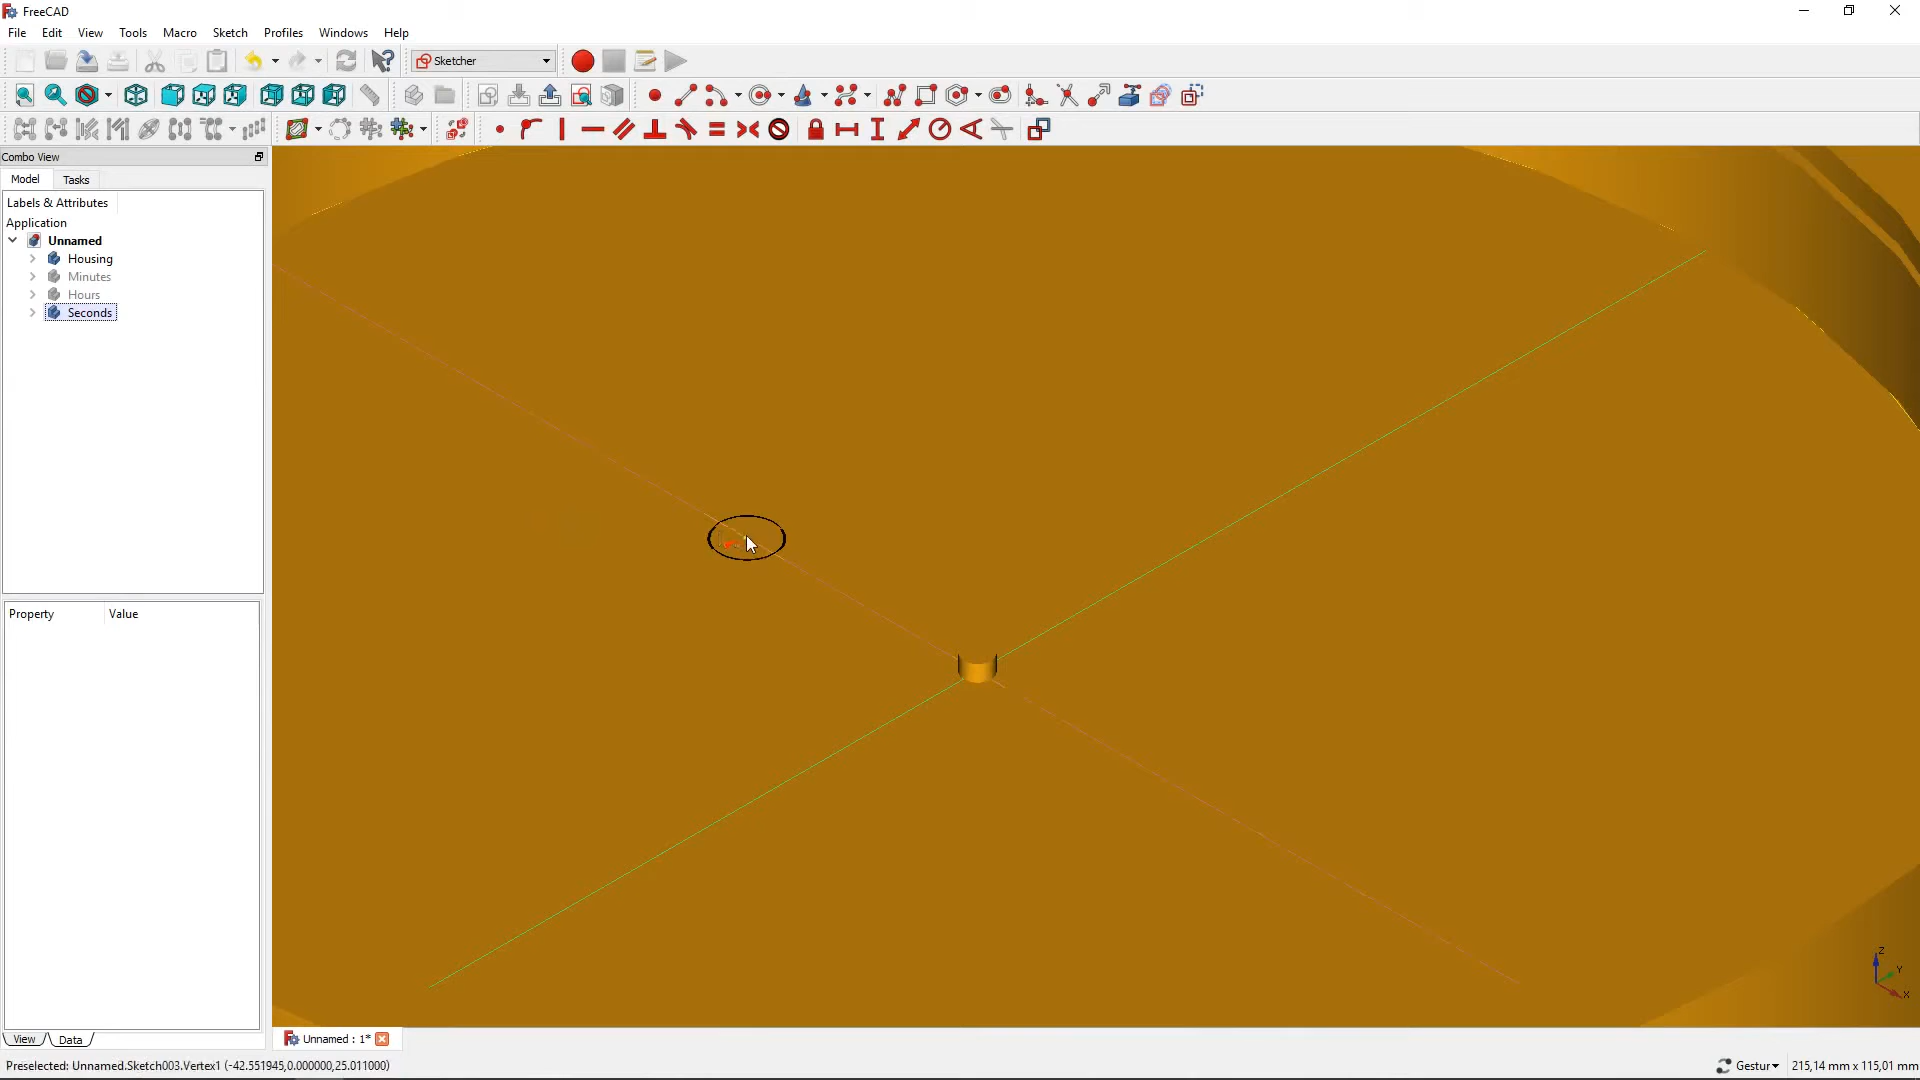 FreeCAD
File Edit View Tools Macro Sketch Profiles Windows Help
Sketcher
Combo View
Model Tasks
Labels & Attributes
Application
Unnamed
Housing
Minutes
Hours
Seconds
Property Value
Z
Y
X
View Data
Unnamed : 1*
Preselected: Unnamed.Sketch003.Vertex1 (-42.551945,0.000000,25.011000)
Gestur 215,14 mm x 115,01 mm